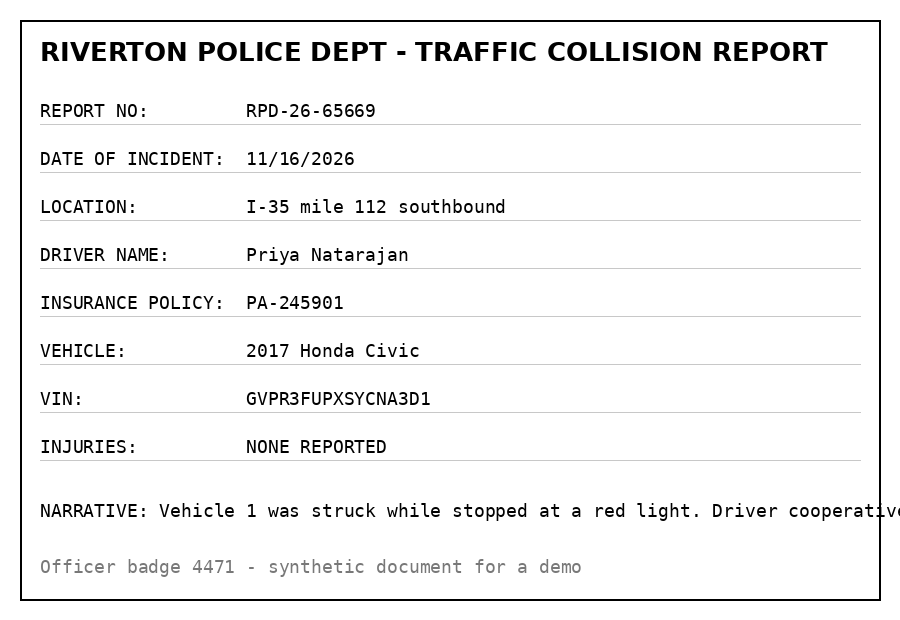 RIVERTON POLICE DEPT - TRAFFIC COLLISION REPORT
REPORT NO: RPD-26-65669
DATE OF INCIDENT: 11/16/2026
LOCATION: I-35 mile 112 southbound
DRIVER NAME: Priya Natarajan
INSURANCE POLICY: PA-245901
VEHICLE: 2017 Honda Civic
VIN: GVPR3FUPXSYCNA3D1
INJURIES: NONE REPORTED
NARRATIVE: Vehicle 1 was struck while stopped at a red light. Driver cooperative
Officer badge 4471 - synthetic document for a demo